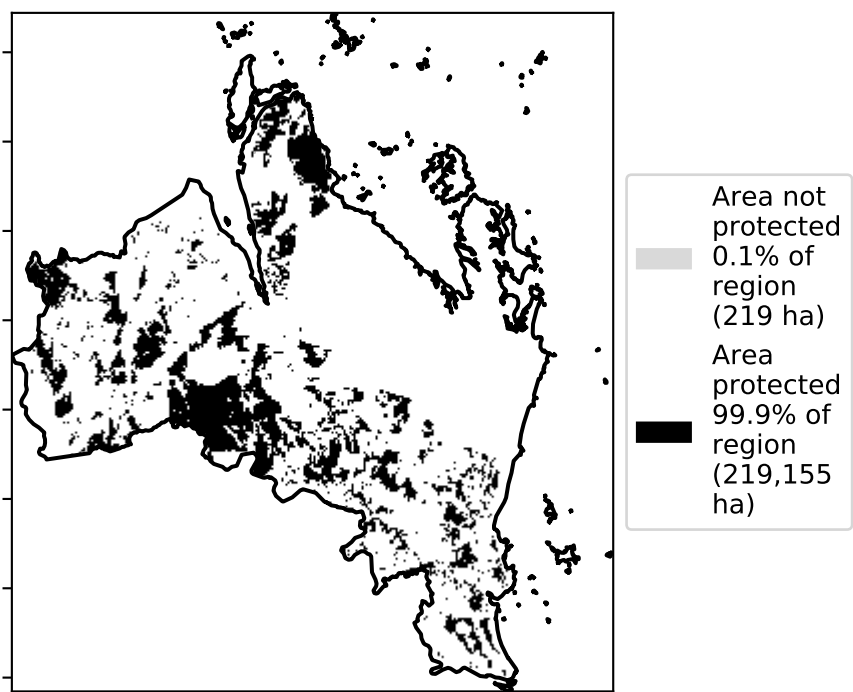 Area not
protected
0.1% of
region
(219 ha)
Area
protected
99.9% of
region
(219,155
ha)